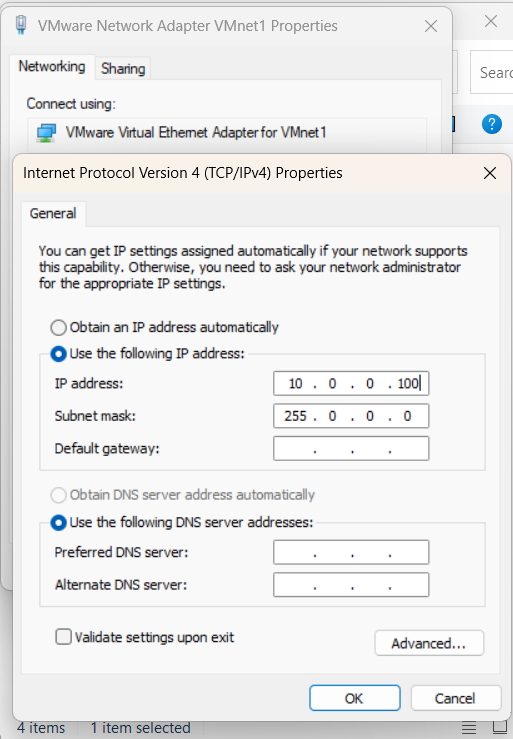 VMware Network Adapter VMnet1 Properties
Sear
Networking
Sharing
Connect using:
VMware Virtual Ethernet Adapter for VMnet1
?
Internet Protocol Version 4 (TCP/IPv4) Properties
General
You can get IP settings assigned automatically if your network supports
this capability. Otherwise, you need to ask your network administrator
for the appropriate IP settings.
Obtain an IP address automatically
Use the following IP address:
IP address: 10 . 0 . 0 . 100
Subnet mask: 255 . 0 . 0 . 0
Default gateway: . . .
Obtain DNS server address automatically
Use the following DNS server addresses:
Preferred DNS server: . . .
Alternate DNS server: . . .
Validate settings upon exit
Advanced...
OK
Cancel
4 items
1 item selected